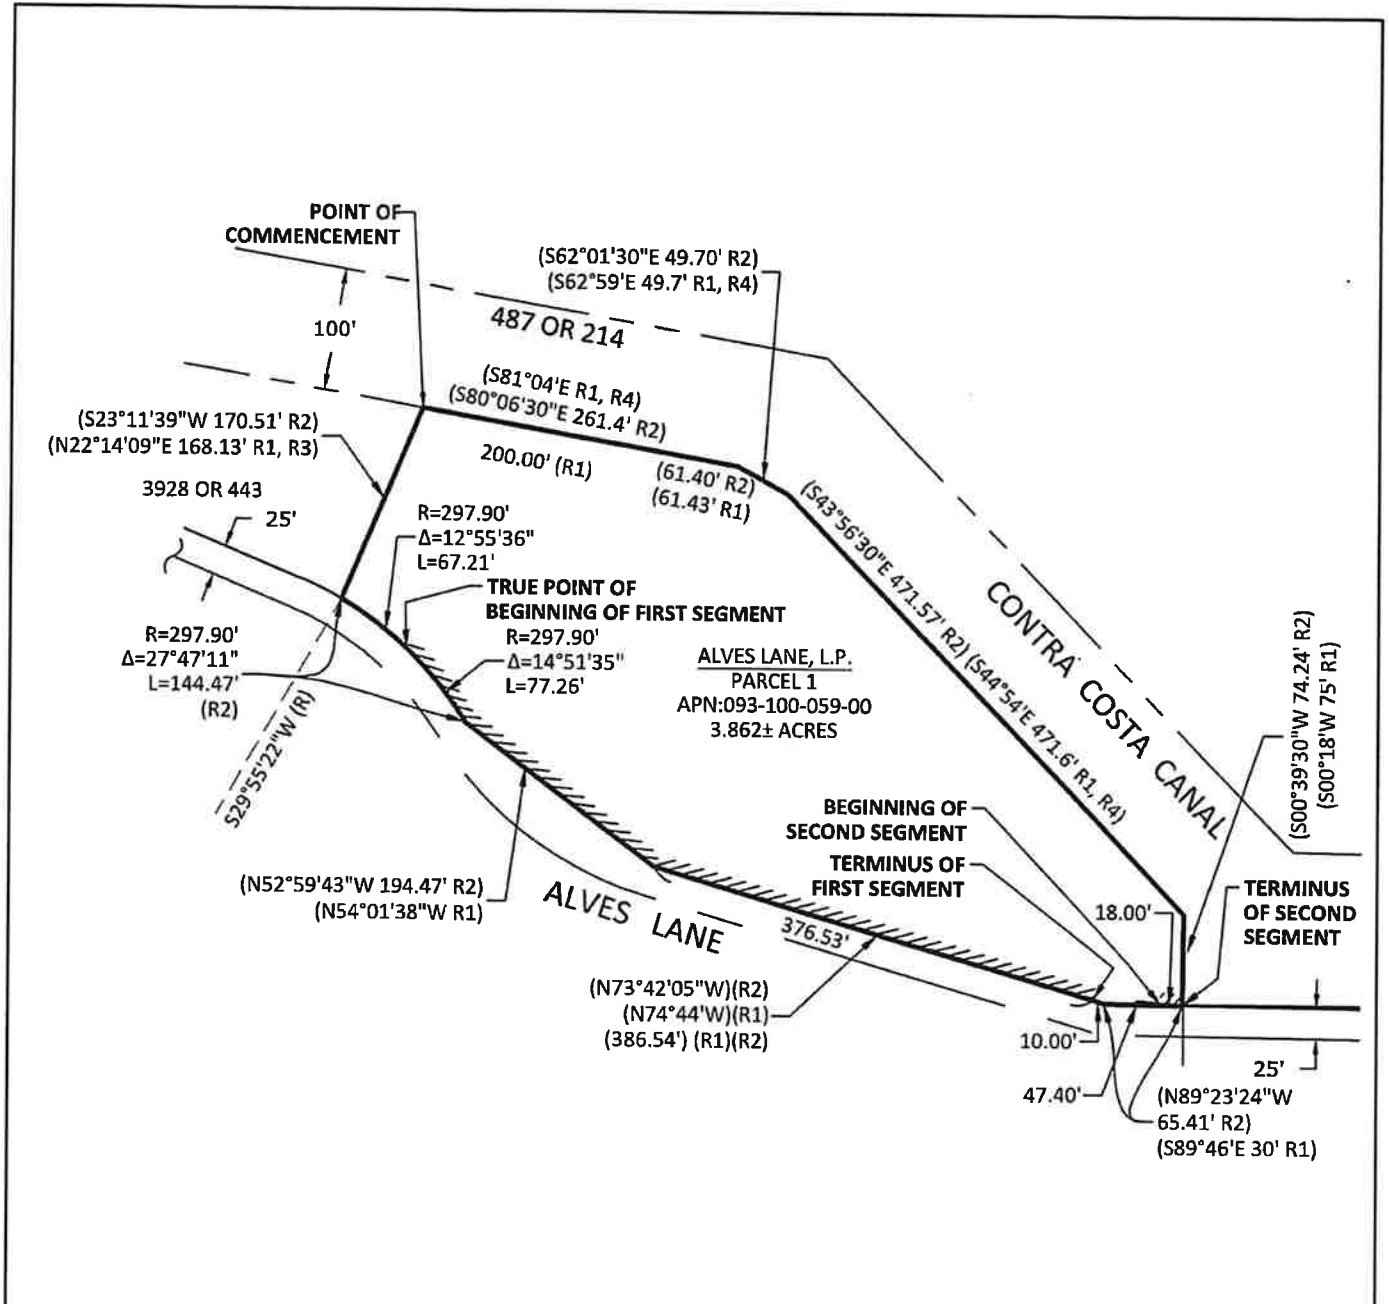 POINT OF
COMMENCEMENT
(S62°01'30"E 49.70' R2)
(S62°59'E 49.7' R1, R4)
100'
487 OR 214
(S81°04'E R1, R4)
(S80°06'30"E 261.4' R2)
(S23°11'39"W 170.51' R2)
(N22°14'09"E 168.13' R1, R3)
200.00' (R1)
(61.40' R2)
(61.43' R1)
3928 OR 443
25'
R=297.90'
Δ=12°55'36"
L=67.21'
TRUE POINT OF
BEGINNING OF FIRST SEGMENT
R=297.90'
Δ=27°47'11"
L=144.47'
(R2)
R=297.90'
Δ=14°51'35"
L=77.26'
ALVES LANE, L.P.
PARCEL 1
APN:093-100-059-00
3.862± ACRES
(S43°56'30"E 471.57' R2) (S44°54'E 471.6' R1, R4)
CONTRA COSTA CANAL
(S00°39'30"W 74.24' R2)
(S00°18'W 75' R1)
S29°55'22"W (R)
BEGINNING OF
SECOND SEGMENT
TERMINUS OF
FIRST SEGMENT
(N52°59'43"W 194.47' R2)
(N54°01'38"W R1)
ALVES LANE
376.53'
18.00'
TERMINUS
OF SECOND
SEGMENT
(N73°42'05"W)(R2)
(N74°44'W)(R1)
(386.54') (R1)(R2)
10.00'
47.40'
25'
(N89°23'24"W
65.41' R2)
(S89°46'E 30' R1)